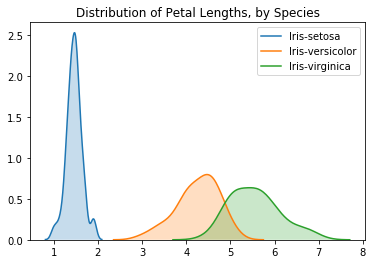 Distribution of Petal Lengths, by Species
Iris-setosa
Iris-versicolor
Iris-virginica
2.5
2.0
1.5
1.0
0.5
0.0
1 2 3 4 5 6 7 8